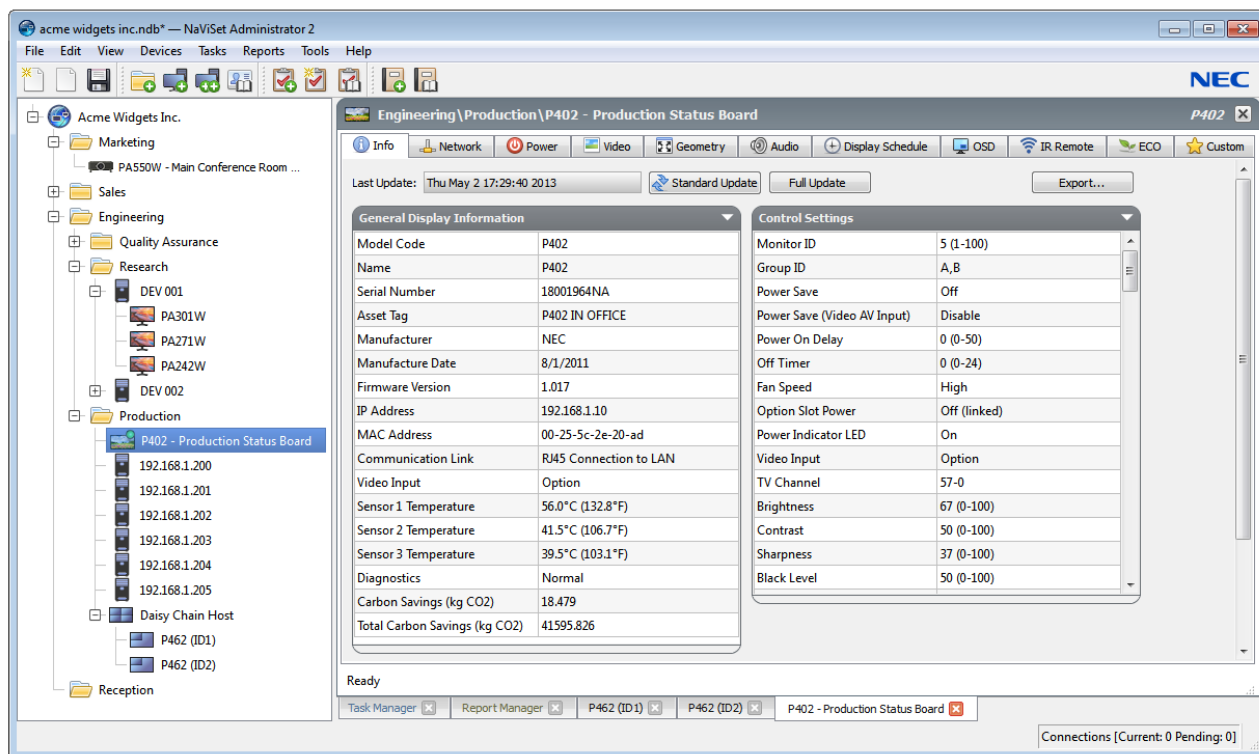 acme widgets inc.ndb* — NaViSet Administrator 2
File Edit View Devices Tasks Reports Tools Help
NEC
Acme Widgets Inc.
Marketing
PA550W - Main Conference Room ...
Sales
Engineering
Quality Assurance
Research
DEV 001
PA301W
PA271W
PA242W
DEV 002
Production
P402 - Production Status Board
192.168.1.200
192.168.1.201
192.168.1.202
192.168.1.203
192.168.1.204
192.168.1.205
Daisy Chain Host
P462 (ID1)
P462 (ID2)
Reception
Engineering\Production\P402 - Production Status Board P402
Info Network Power Video Geometry Audio Display Schedule OSD IR Remote ECO Custom
Last Update: Thu May 2 17:29:40 2013 Standard Update Full Update Export...
General Display Information
Model Code P402
Name P402
Serial Number 18001964NA
Asset Tag P402 IN OFFICE
Manufacturer NEC
Manufacture Date 8/1/2011
Firmware Version 1.017
IP Address 192.168.1.10
MAC Address 00-25-5c-2e-20-ad
Communication Link RJ45 Connection to LAN
Video Input Option
Sensor 1 Temperature 56.0°C (132.8°F)
Sensor 2 Temperature 41.5°C (106.7°F)
Sensor 3 Temperature 39.5°C (103.1°F)
Diagnostics Normal
Carbon Savings (kg CO2) 18.479
Total Carbon Savings (kg CO2) 41595.826
Control Settings
Monitor ID 5 (1-100)
Group ID A,B
Power Save Off
Power Save (Video AV Input) Disable
Power On Delay 0 (0-50)
Off Timer 0 (0-24)
Fan Speed High
Option Slot Power Off (linked)
Power Indicator LED On
Video Input Option
TV Channel 57-0
Brightness 67 (0-100)
Contrast 50 (0-100)
Sharpness 37 (0-100)
Black Level 50 (0-100)
Ready
Task Manager Report Manager P462 (ID1) P462 (ID2) P402 - Production Status Board
Connections [Current: 0 Pending: 0]